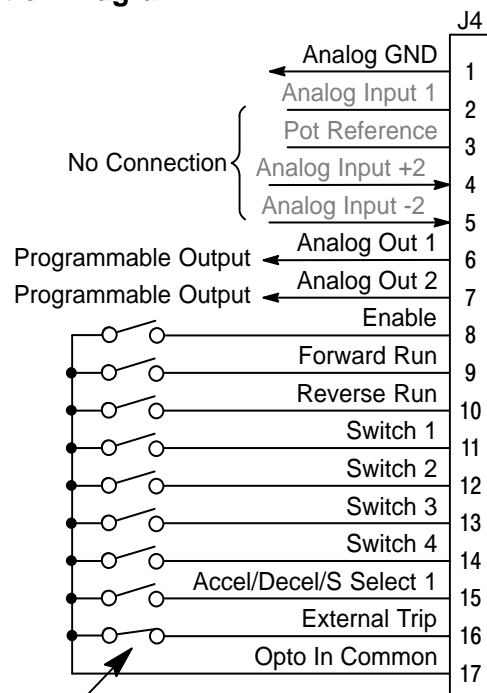 J4
Analog GND 1
Analog Input 1 2
Pot Reference 3
No Connection
Analog Input +2 4
Analog Input -2 5
Programmable Output Analog Out 1 6
Programmable Output Analog Out 2 7
Enable 8
Forward Run 9
Reverse Run 10
Switch 1 11
Switch 2 12
Switch 3 13
Switch 4 14
Accel/Decel/S Select 1 15
External Trip 16
Opto In Common 17